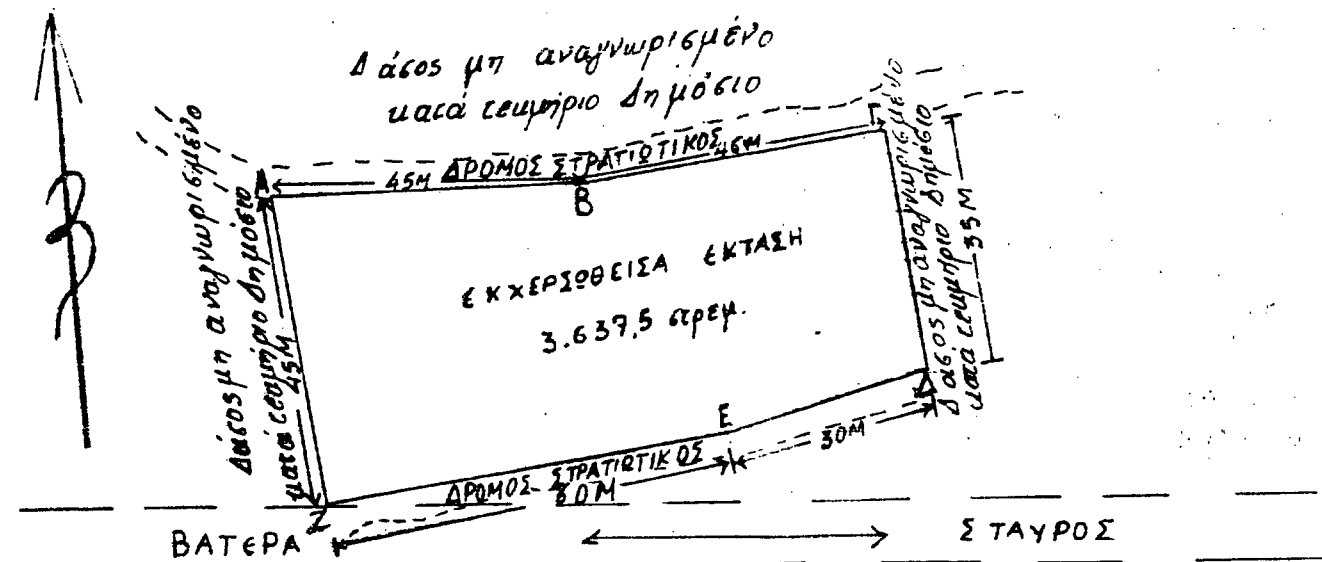 Δάσος μη αναγνωρισμένο
κατά τεκμήριο Δημόσιο
ΔΡΟΜΟΣ ΣΤΡΑΤΙΩΤΙΚΟΣ
Α
45Μ
Β
46Μ
Γ
Δάσος μη αναγνωρισμένο
κατά τεκμήριο Δημόσιο
45Μ
ΕΚΧΕΡΣΩΘΕΙΣΑ ΕΚΤΑΣΗ
3.637,5 στρεμ.
Δάσος μη αναγνωρισμένο
κατά τεκμήριο Δημόσιο
35Μ
Δ
Ε
30Μ
ΔΡΟΜΟΣ ΣΤΡΑΤΙΩΤΙΚΟΣ
60Μ
Ζ
ΒΑΤΕΡΑ
ΣΤΑΥΡΟΣ